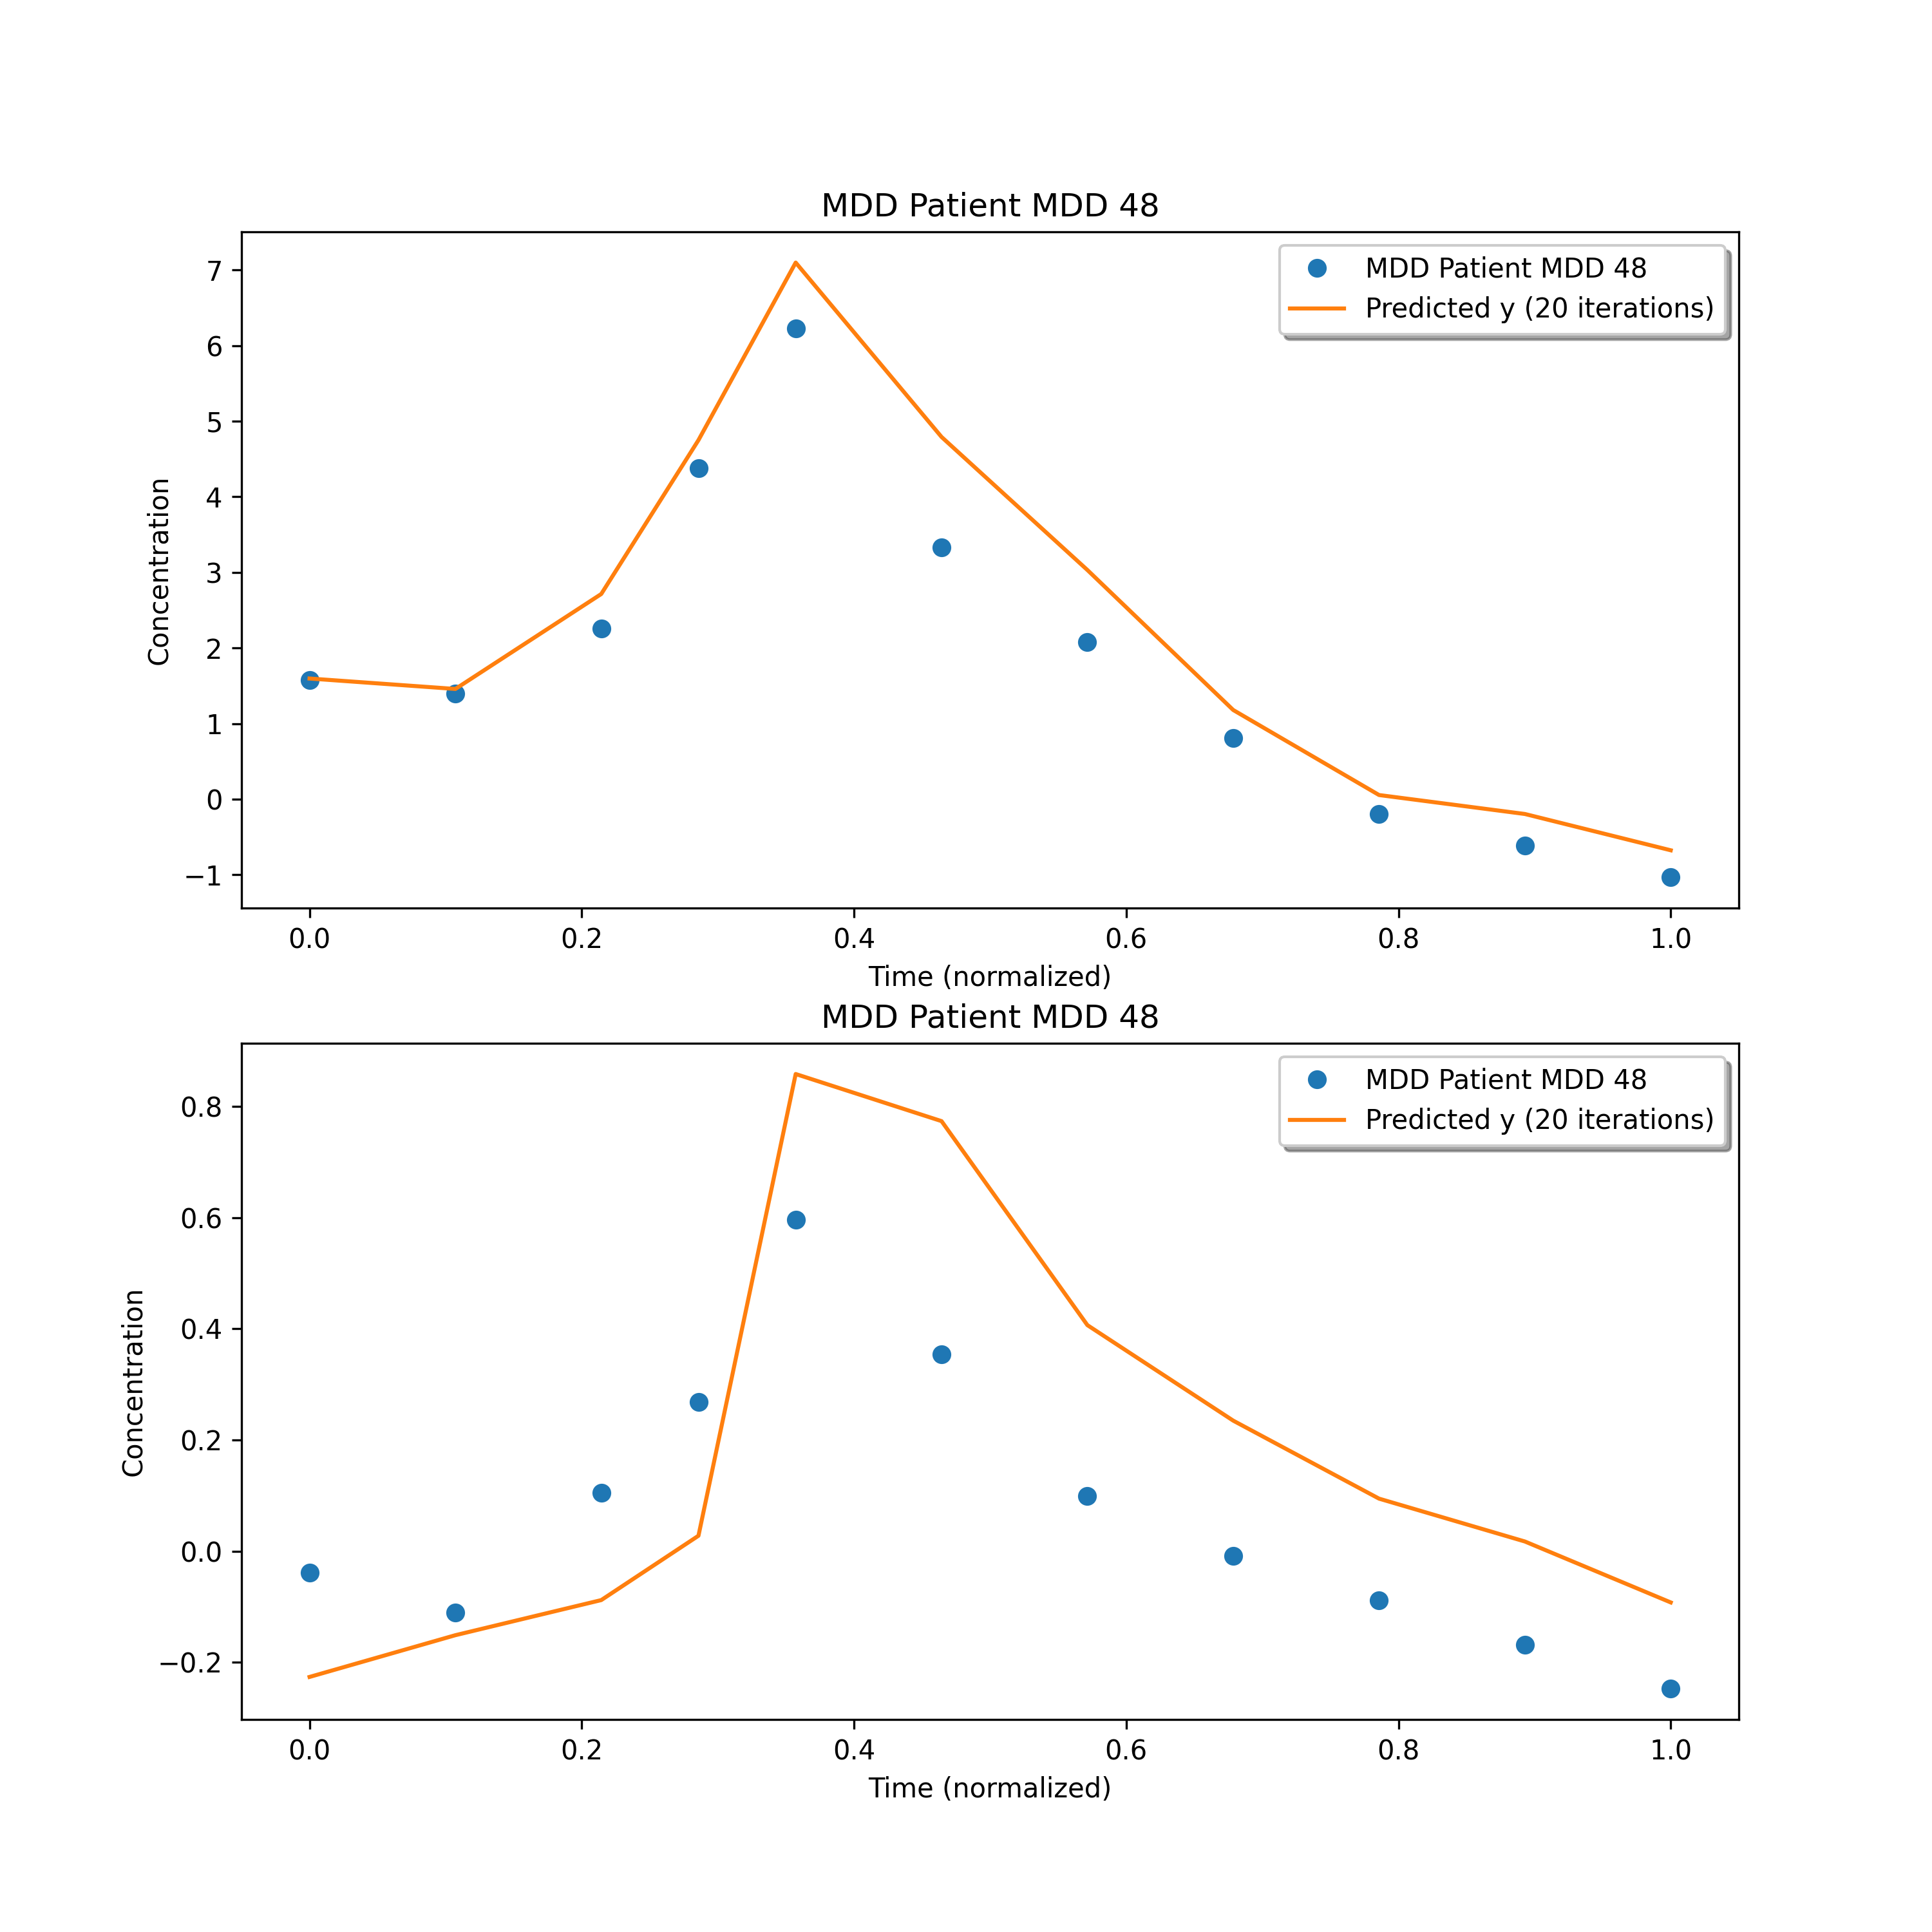 MDD Patient MDD 48
MDD Patient MDD 48
Predicted y (20 iterations)
7
6
5
4
3
2
1
0
−1
Concentration
0.0 0.2 0.4 0.6 0.8 1.0
Time (normalized)
MDD Patient MDD 48
MDD Patient MDD 48
Predicted y (20 iterations)
0.8
0.6
0.4
0.2
0.0
−0.2
Concentration
0.0 0.2 0.4 0.6 0.8 1.0
Time (normalized)